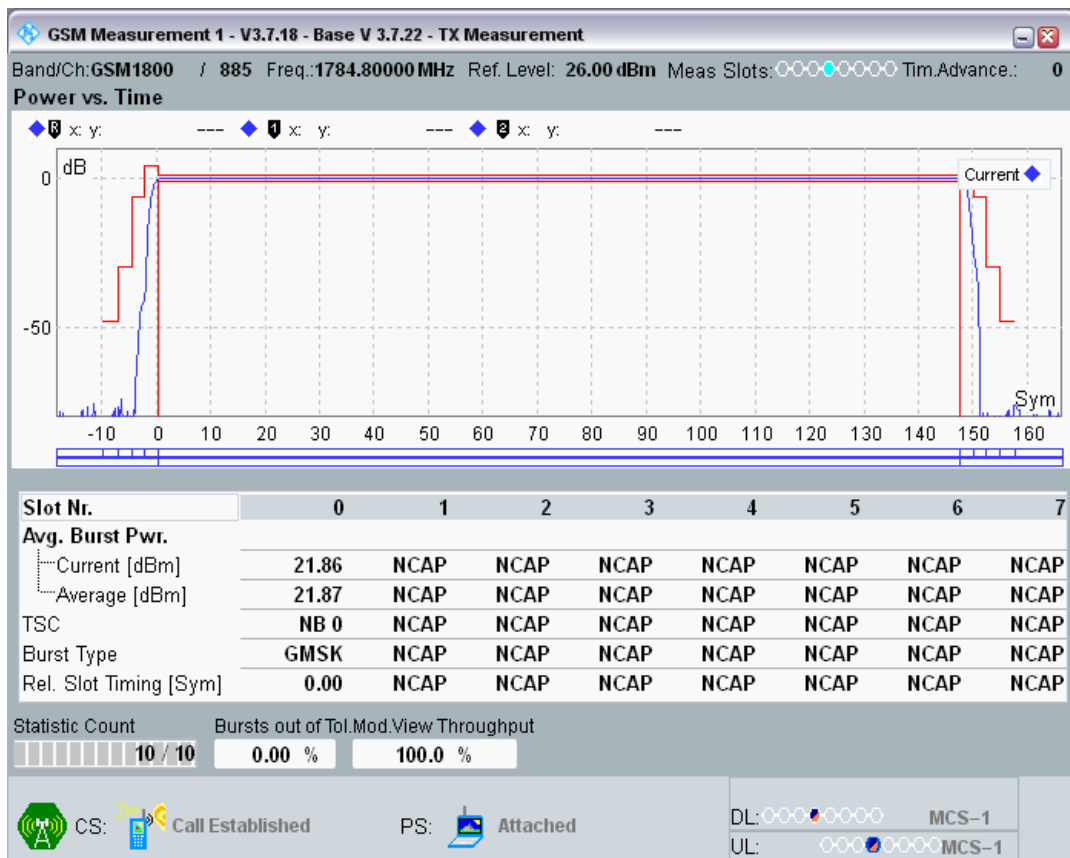 GSM Measurement 1 - V3.7.18 - Base V 3.7.22 - TX Measurement
Band/Ch:GSM1800 / 885 Freq.:1784.80000 MHz Ref. Level: 26.00 dBm Meas Slots: Tim.Advance.: 0
Power vs. Time
R x: y: --- 1 x: y: --- 2 x: y: ---
dB
Current
0
-50
Sym
-10 0 10 20 30 40 50 60 70 80 90 100 110 120 130 140 150 160
Slot Nr. 0 1 2 3 4 5 6 7
Avg. Burst Pwr.
Current [dBm] 21.86 NCAP NCAP NCAP NCAP NCAP NCAP NCAP
Average [dBm] 21.87 NCAP NCAP NCAP NCAP NCAP NCAP NCAP
TSC NB 0 NCAP NCAP NCAP NCAP NCAP NCAP NCAP
Burst Type GMSK NCAP NCAP NCAP NCAP NCAP NCAP NCAP
Rel. Slot Timing [Sym] 0.00 NCAP NCAP NCAP NCAP NCAP NCAP NCAP
Statistic Count Bursts out of Tol.Mod.View Throughput
10 / 10 0.00 % 100.0 %
CS: Call Established PS: Attached
DL: MCS-1
UL: MCS-1